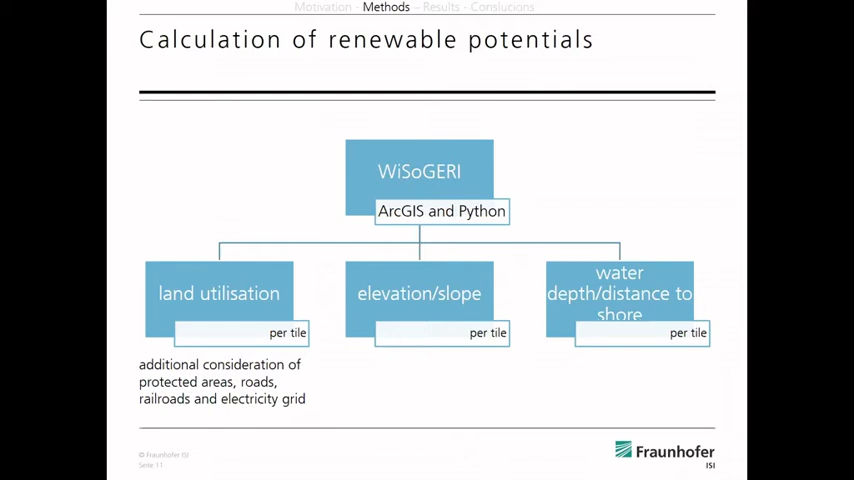 Motivation - Methods – Results - Conslucions
Calculation of renewable potentials
WiSoGERI
ArcGIS and Python
land utilisation
per tile
elevation/slope
per tile
water
depth/distance to
shore
per tile
additional consideration of
protected areas, roads,
railroads and electricity grid
© Fraunhofer ISI
Seite 11
Fraunhofer
ISI